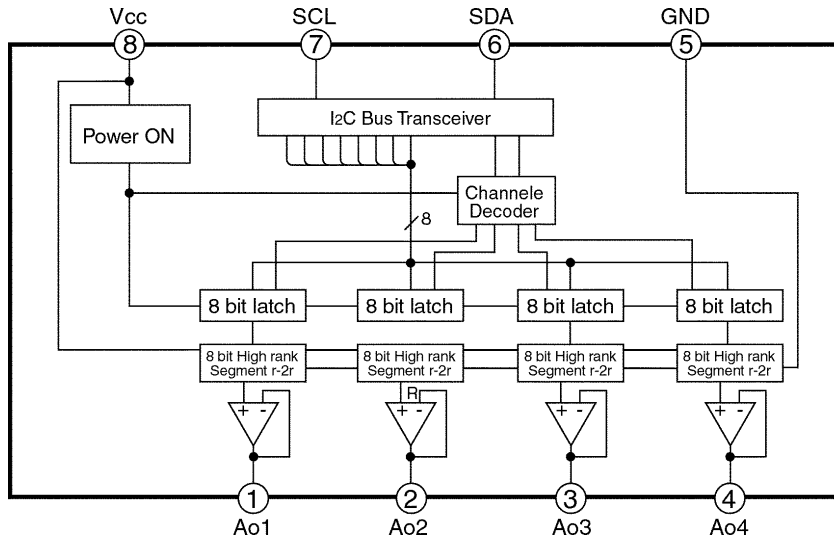 Vcc SCL SDA GND
8 7 6 5
I2C Bus Transceiver
Power ON
Channele
Decoder
8
8 bit latch 8 bit latch 8 bit latch 8 bit latch
8 bit High rank 8 bit High rank 8 bit High rank 8 bit High rank
Segment r-2r Segment r-2r Segment r-2r Segment r-2r
R
+ - + - + - + -
1 2 3 4
Ao1 Ao2 Ao3 Ao4